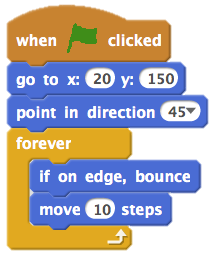 when clicked
go to x: 20 y: 150
point in direction 45
forever
if on edge, bounce
move 10 steps